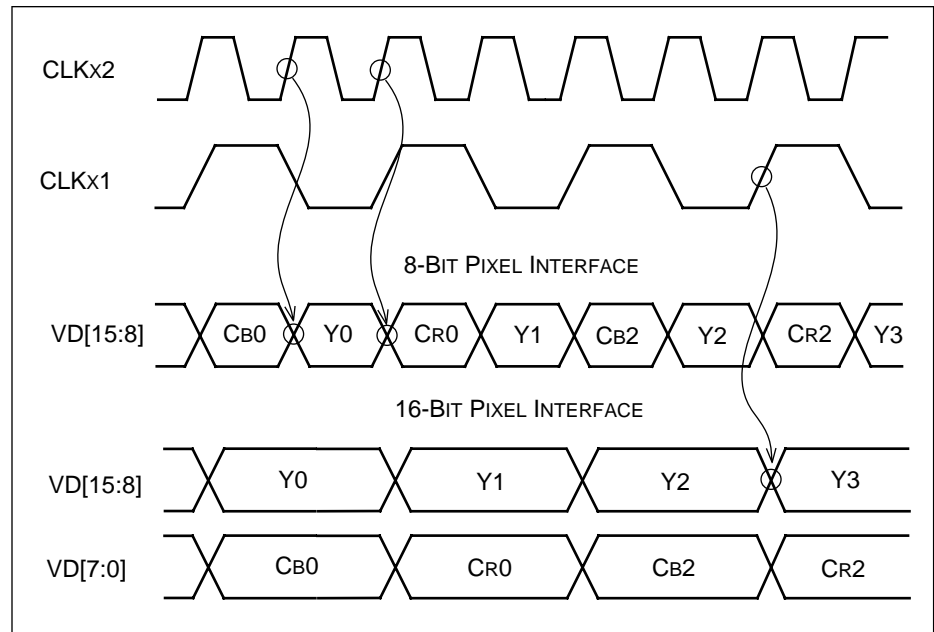 CLKX2
CLKX1
8-BIT PIXEL INTERFACE
VD[15:8] CB0 Y0 CR0 Y1 CB2 Y2 CR2 Y3
16-BIT PIXEL INTERFACE
VD[15:8] Y0 Y1 Y2 Y3
VD[7:0] CB0 CR0 CB2 CR2